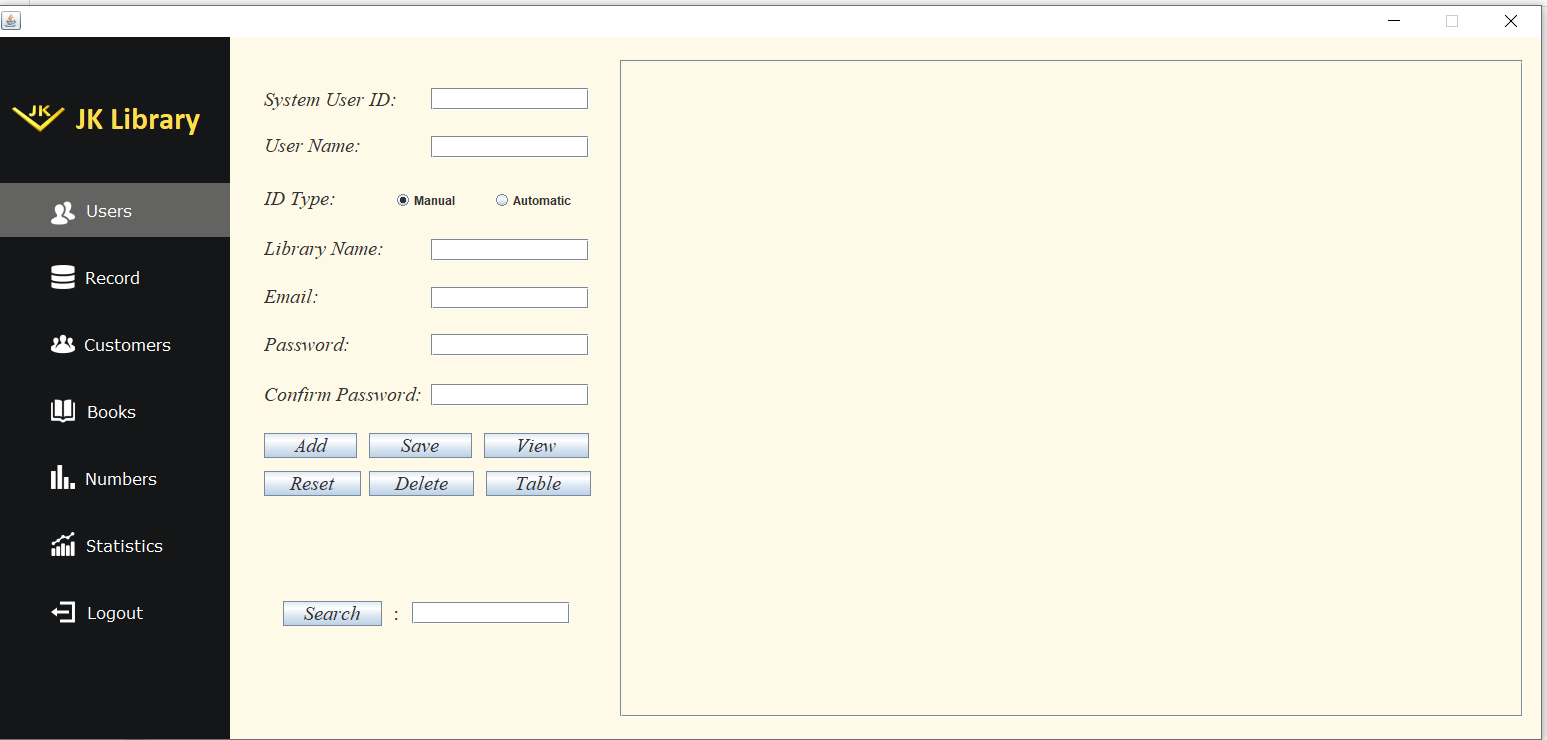 JK
JK Library
Users
Record
Customers
Books
Numbers
Statistics
Logout
System User ID:
User Name:
ID Type: Manual Automatic
Library Name:
Email:
Password:
Confirm Password:
Add Save View
Reset Delete Table
Search :